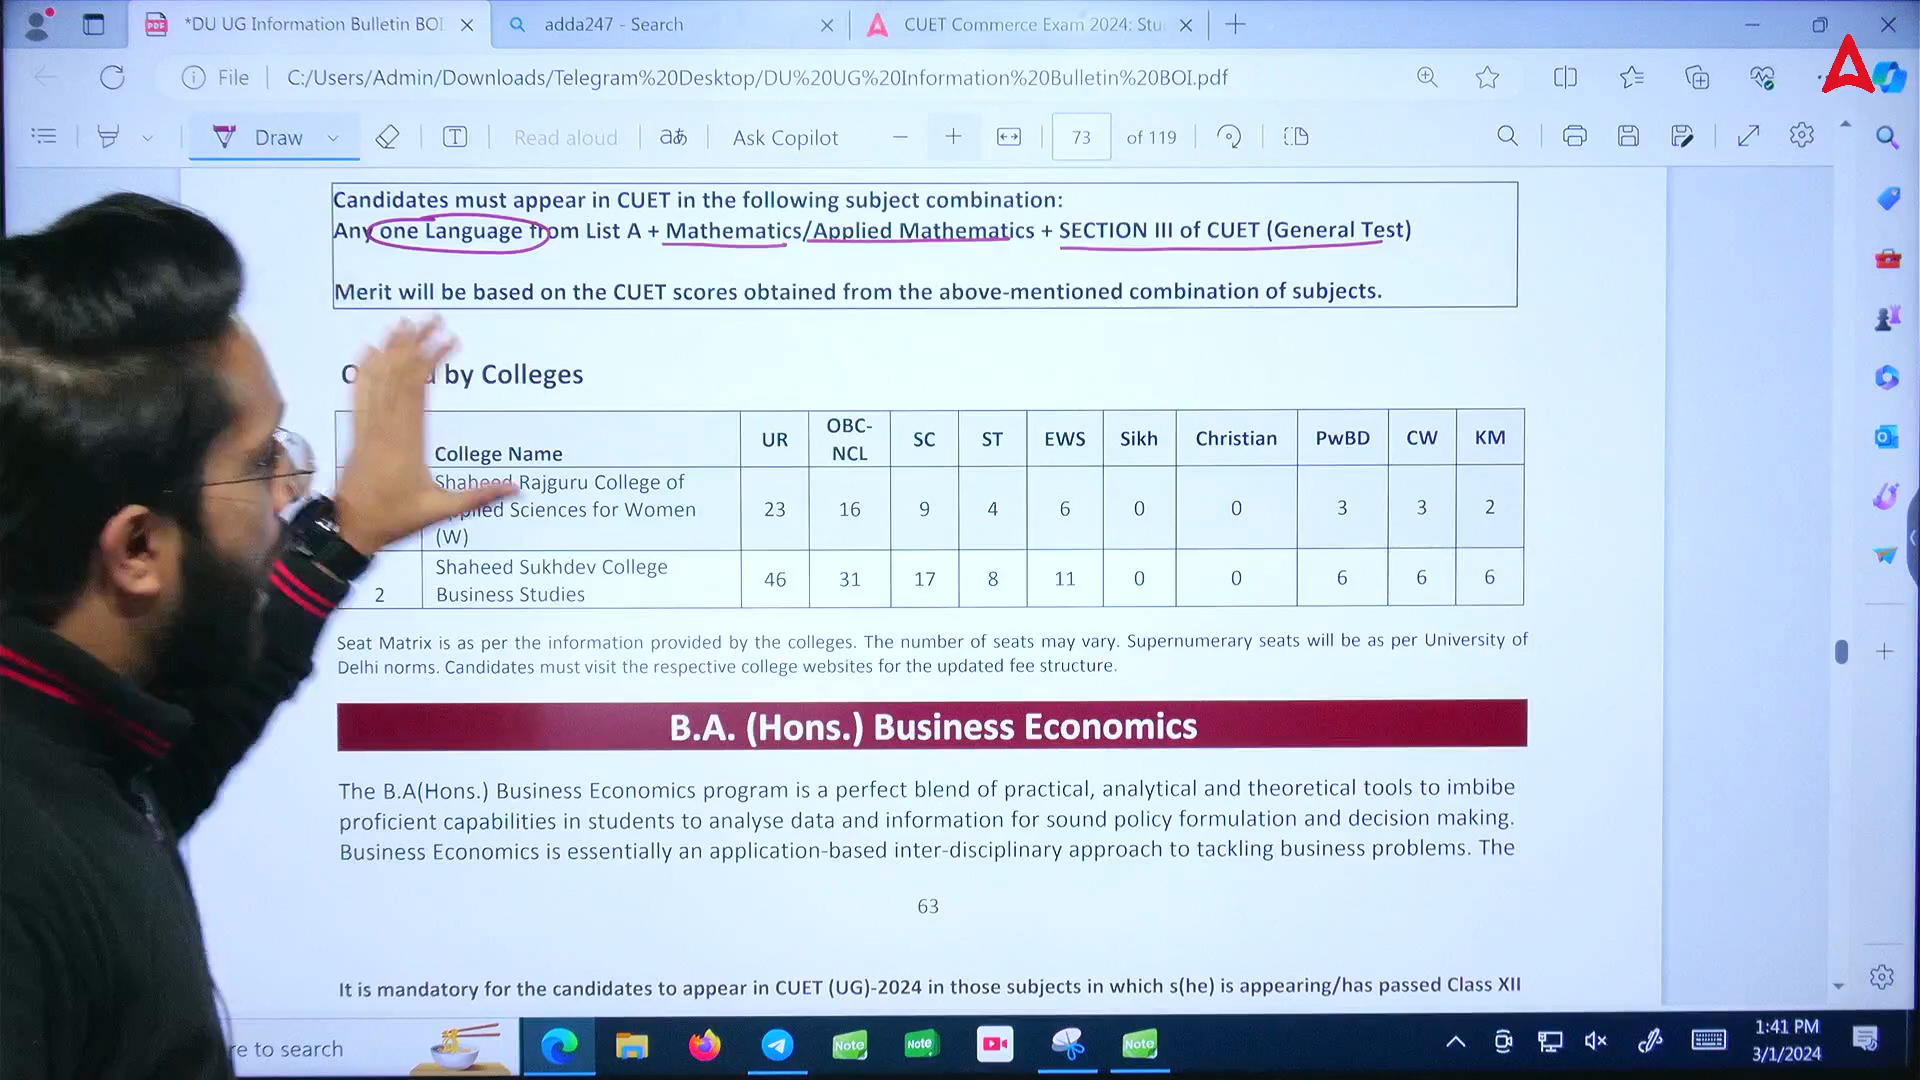 *DU UG Information Bulletin BOI.
adda247 - Search
CUET Commerce Exam 2024: Stu
File
C:/Users/Admin/Downloads/Telegram%20Desktop/DU%20UG%20Information%20Bulletin%20BOI.pdf
Draw
Read aloud
Ask Copilot
73
of 119
Candidates must appear in CUET in the following subject combination:
Any one Language from List A + Mathematics/Applied Mathematics + SECTION III of CUET (General Test)
Merit will be based on the CUET scores obtained from the above-mentioned combination of subjects.
by Colleges
College Name UR OBC-NCL SC ST EWS Sikh Christian PwBD CW KM
Shaheed Rajguru College of
Sciences for Women
(W)
23 16 9 4 6 0 0 3 3 2
Shaheed Sukhdev College
2 Business Studies
46 31 17 8 11 0 0 6 6 6
Seat Matrix is as per the information provided by the colleges. The number of seats may vary. Supernumerary seats will be as per University of
Delhi norms. Candidates must visit the respective college websites for the updated fee structure.
B.A. (Hons.) Business Economics
The B.A(Hons.) Business Economics program is a perfect blend of practical, analytical and theoretical tools to imbibe
proficient capabilities in students to analyse data and information for sound policy formulation and decision making.
Business Economics is essentially an application-based inter-disciplinary approach to tackling business problems. The
63
It is mandatory for the candidates to appear in CUET (UG)-2024 in those subjects in which s(he) is appearing/has passed Class XII
re to search
Note
Note
Note
1:41 PM
3/1/2024